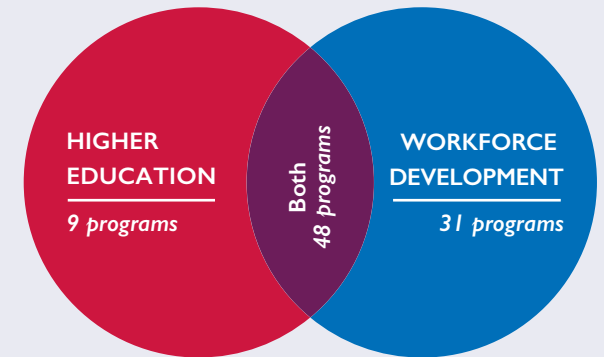 HIGHER
EDUCATION
9 programs
Both
48 programs
WORKFORCE
DEVELOPMENT
31 programs